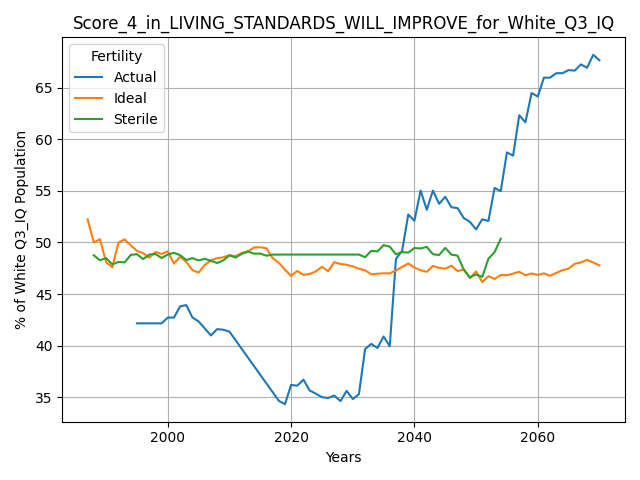 Score_4_in_LIVING_STANDARDS_WILL_IMPROVE_for_White_Q3_IQ
Fertility
Actual
Ideal
Sterile
% of White Q3_IQ Population
65
60
55
50
45
40
35
2000 2020 2040 2060
Years